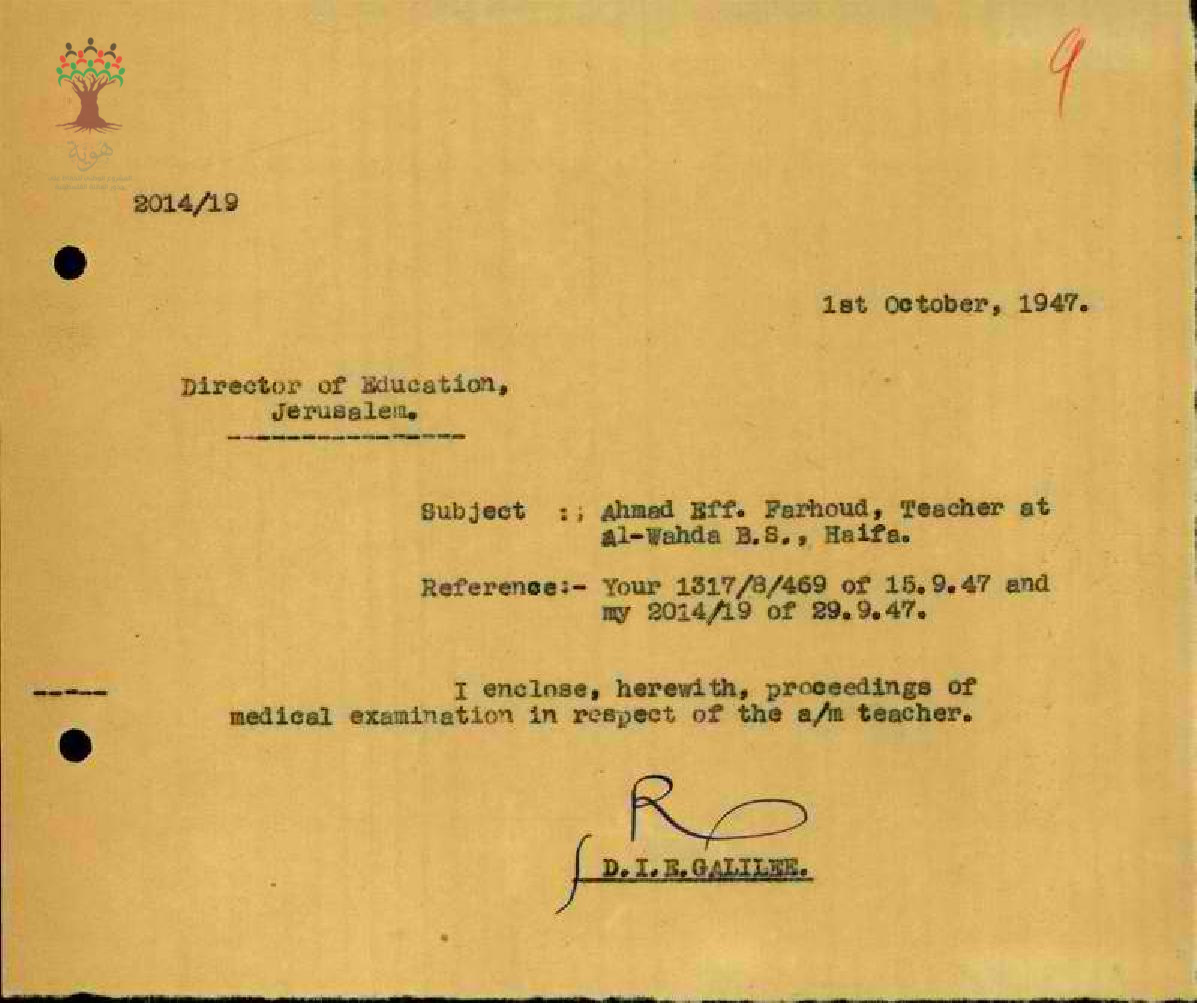 9
هوية
2014/19
1st October, 1947.
Director of Education,
Jerusalem.
Subject :; Ahmad Eff. Farhoud, Teacher at
Al-Wahda B.S., Haifa.
Reference:- Your 1317/8/469 of 15.9.47 and
my 2014/19 of 29.9.47.
I enclose, herewith, proceedings of
medical examination in respect of the a/m teacher.
D.I.E.GALILEE.